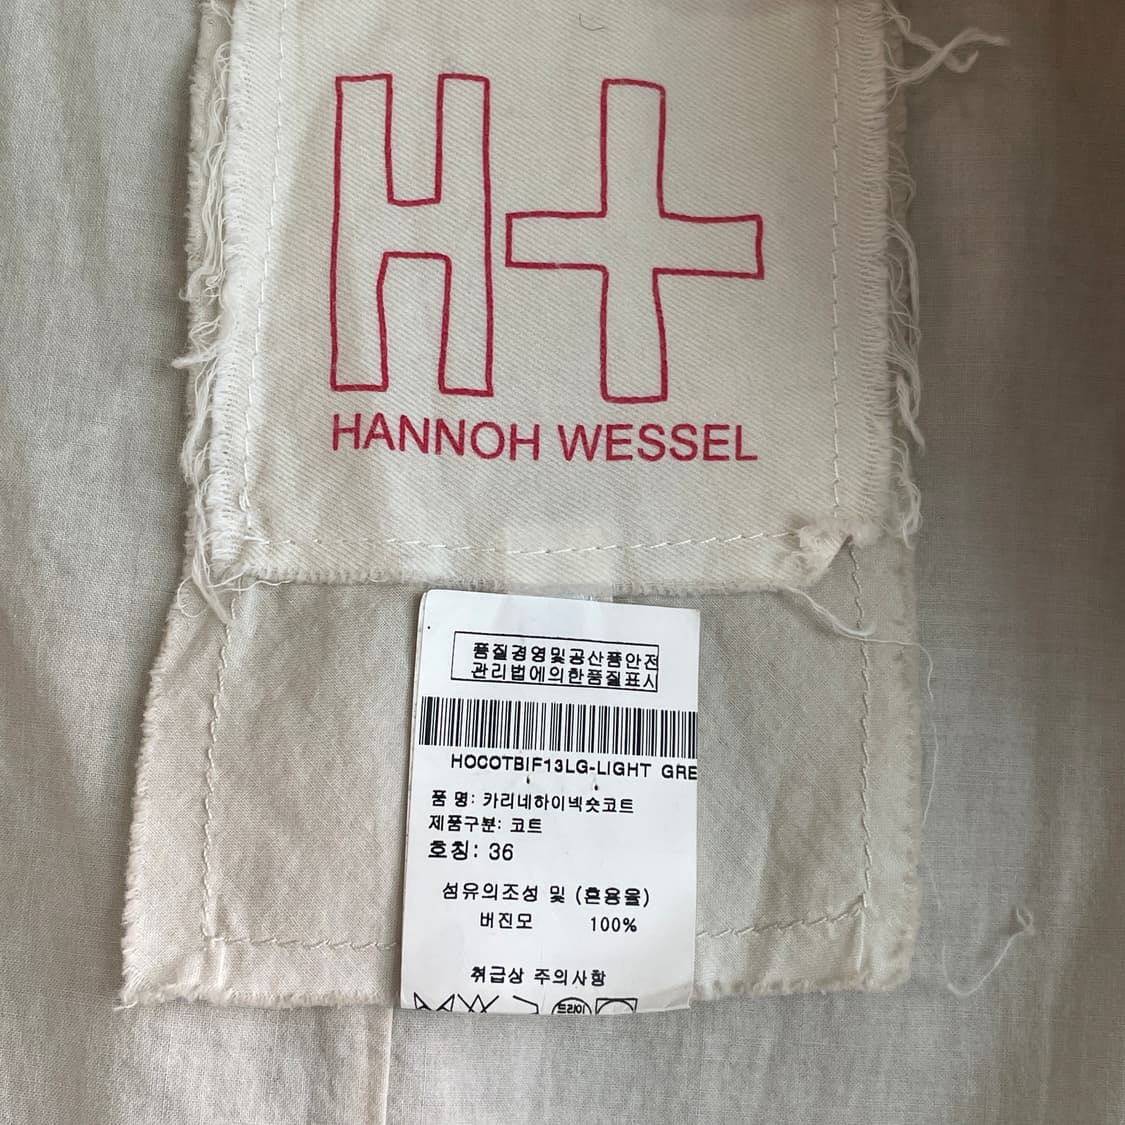 H+
HANNOH WESSEL
품질경영및공산품안전
관리법에의한품질표시
HOCOTBIF13LG-LIGHT GRE
품 명: 카리네하이넥숏코트
제품구분: 코트
호칭: 36
섬유의조성 및 (혼용율)
버진모 100%
취급상 주의사항
드라이